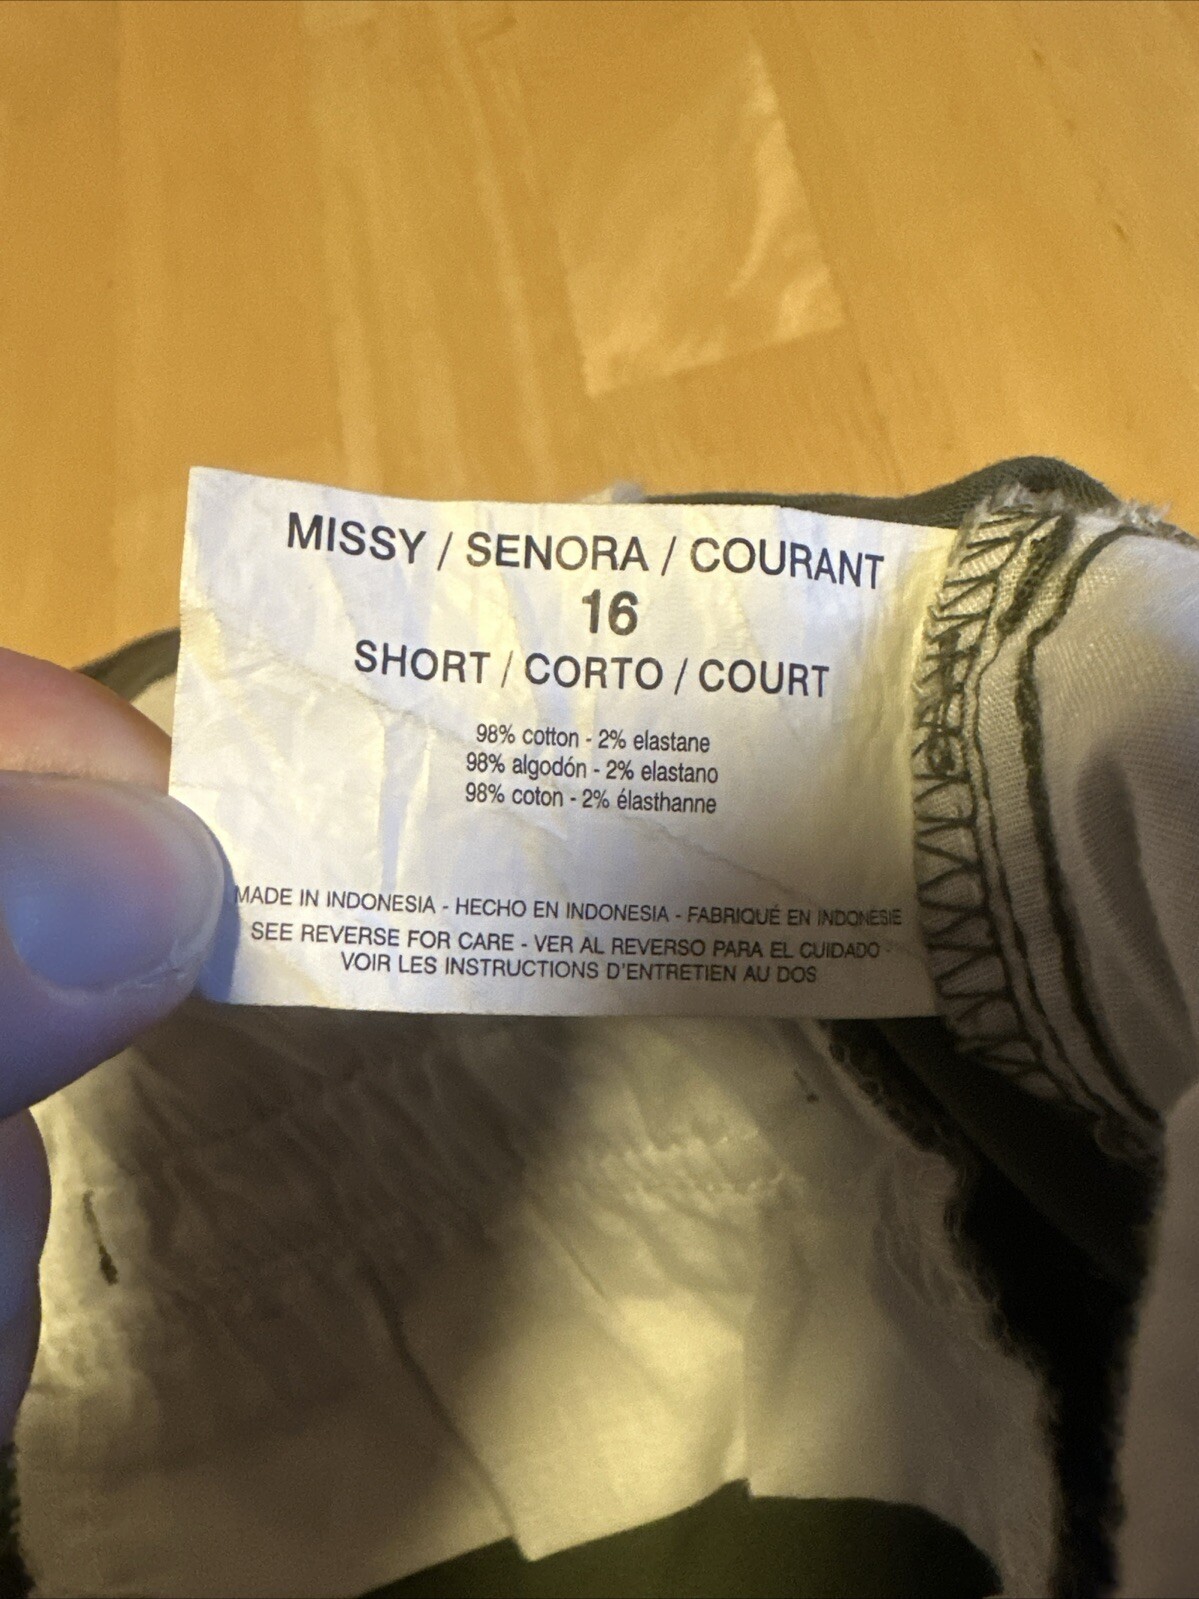 MISSY / SENORA / COURANT
16
SHORT / CORTO / COURT
98% cotton - 2% elastane
98% algodón - 2% elastano
98% coton - 2% élasthanne
MADE IN INDONESIA - HECHO EN INDONESIA - FABRIQUÉ EN INDONESIE
SEE REVERSE FOR CARE - VER AL REVERSO PARA EL CUIDADO -
VOIR LES INSTRUCTIONS D'ENTRETIEN AU DOS